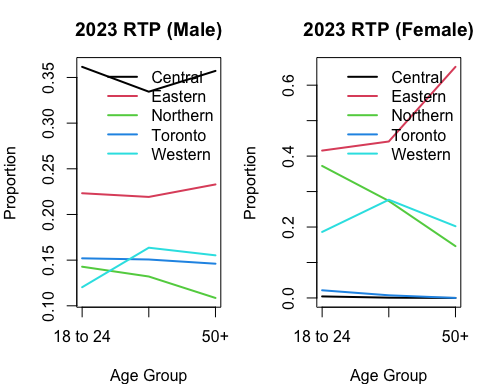 2023 RTP (Male)
Proportion
0.35
0.30
0.25
0.20
0.15
0.10
Central
Eastern
Northern
Toronto
Western
18 to 24
50+
Age Group
2023 RTP (Female)
Proportion
0.6
0.4
0.2
0.0
Central
Eastern
Northern
Toronto
Western
18 to 24
50+
Age Group